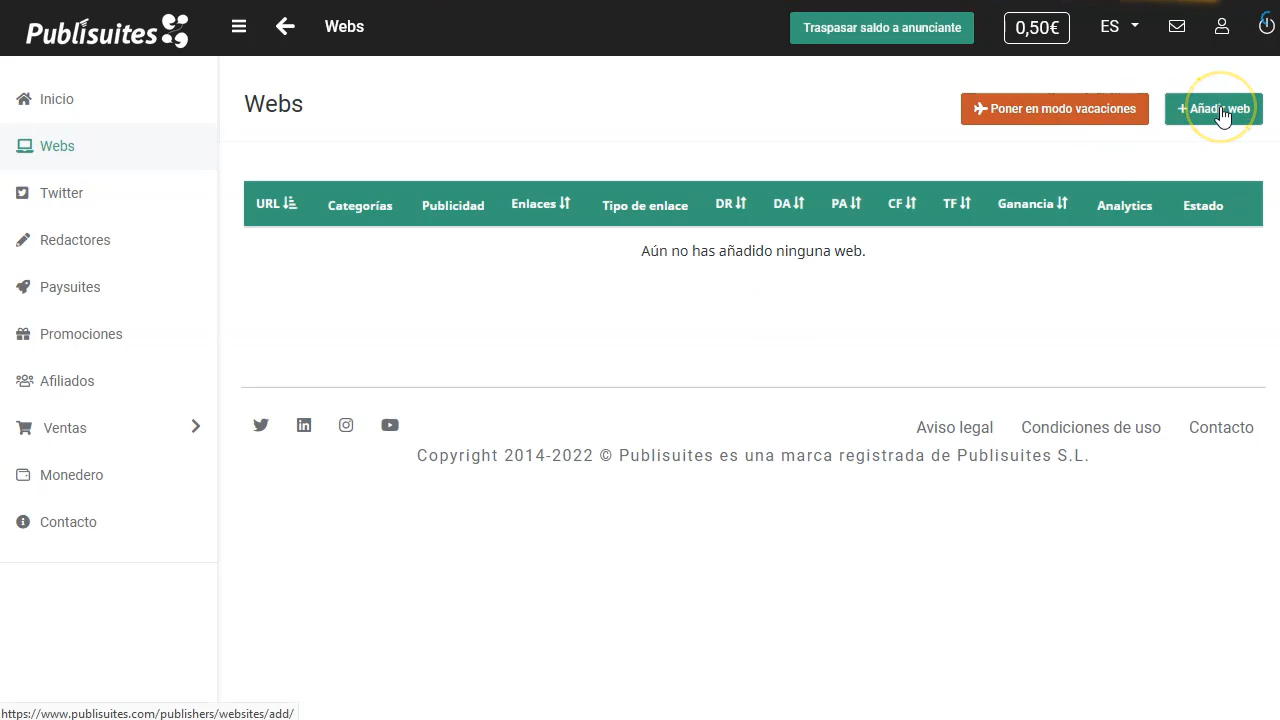 Publisuites
Webs
Traspasar saldo a anunciante
0,50€
ES
Inicio
Webs
Twitter
Redactores
Paysuites
Promociones
Afiliados
Ventas
Monedero
Contacto
Webs
Poner en modo vacaciones
+ Añadir web
URL Categorías Publicidad Enlaces Tipo de enlace DR DA PA CF TF Ganancia Analytics Estado
Aún no has añadido ninguna web.
Aviso legal Condiciones de uso Contacto
Copyright 2014-2022 © Publisuites es una marca registrada de Publisuites S.L.
https://www.publisuites.com/publishers/websites/add/